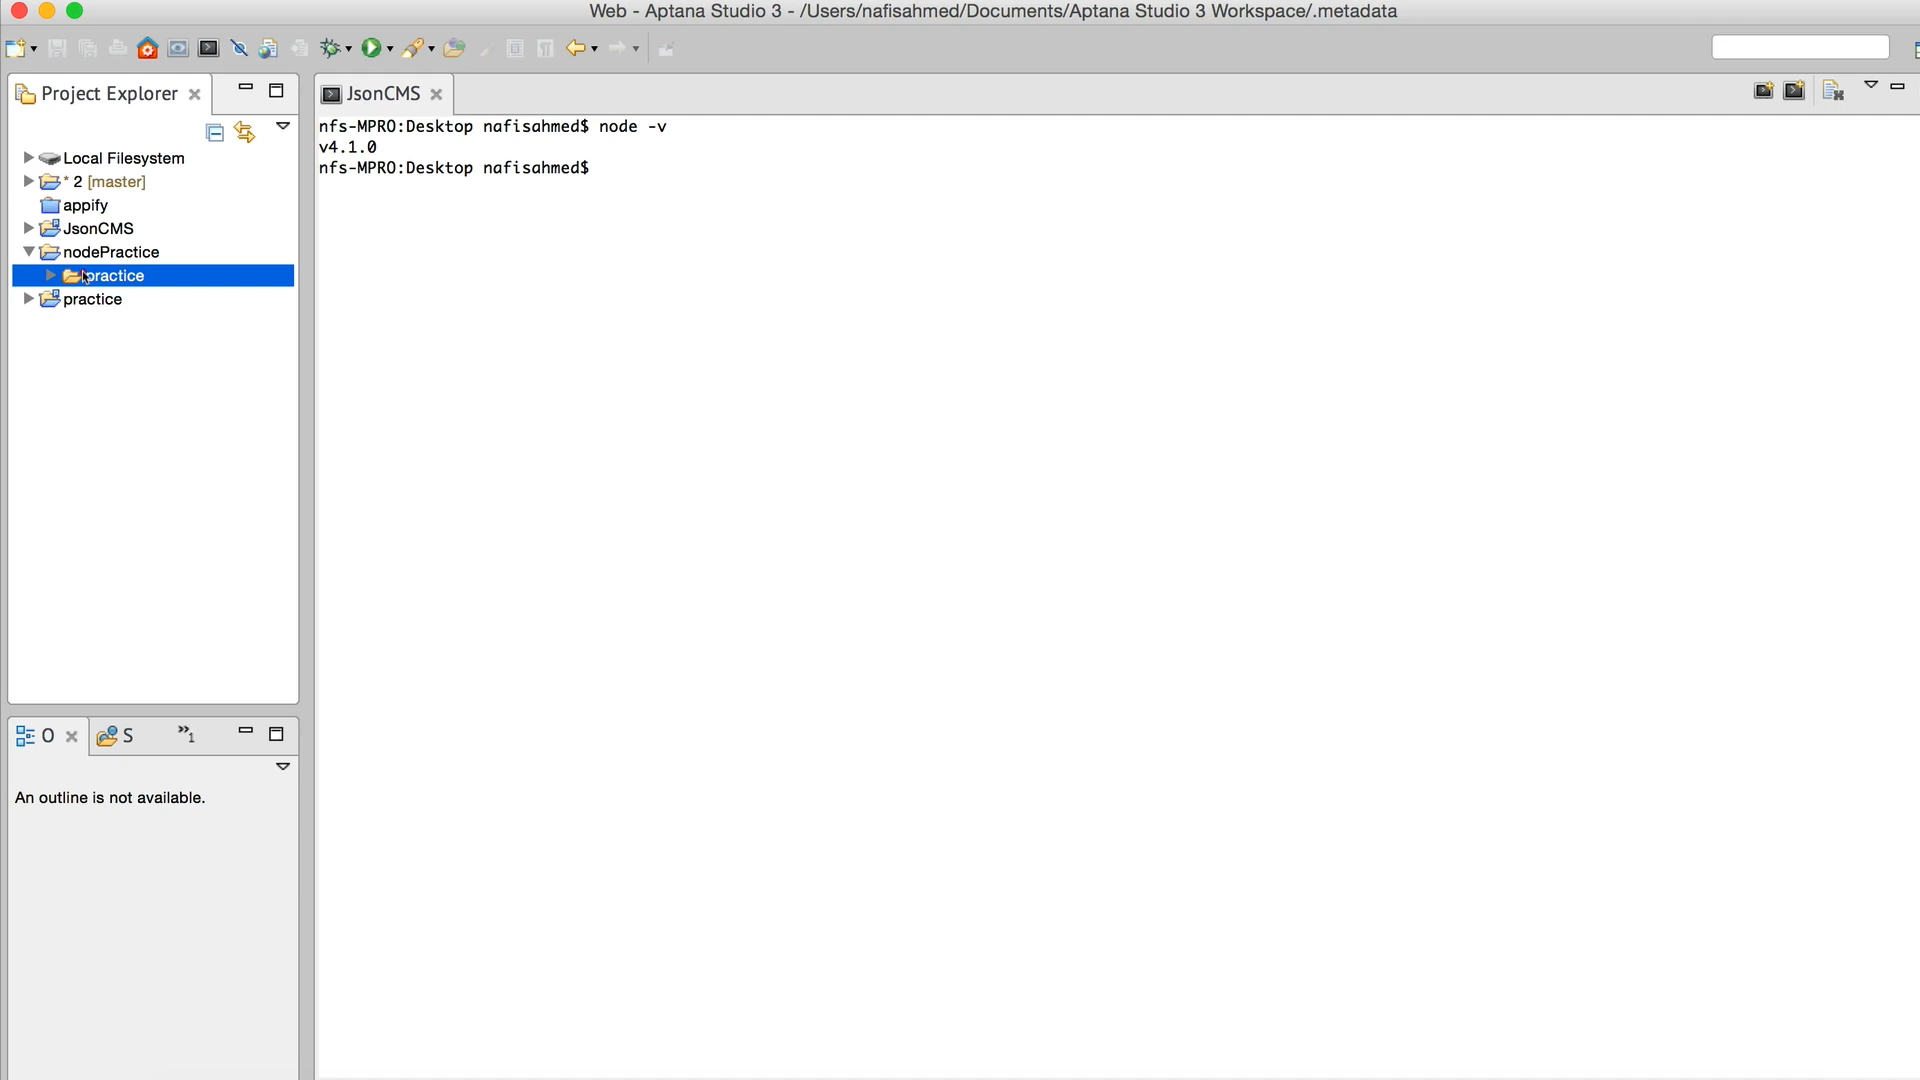 Web - Aptana Studio 3 - /Users/nafisahmed/Documents/Aptana Studio 3 Workspace/.metadata
Project Explorer
JsonCMS
nfs-MPRO:Desktop nafisahmed$ node -v
v4.1.0
nfs-MPRO:Desktop nafisahmed$
Local Filesystem
* 2 [master]
appify
JsonCMS
nodePractice
practice
practice
O
S
»1
An outline is not available.